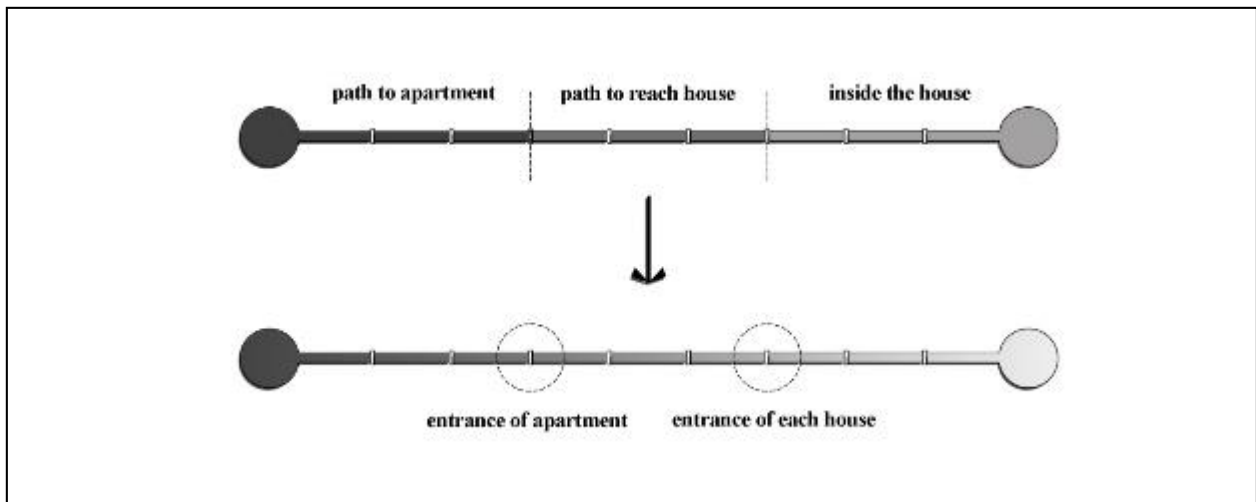 path to apartment
path to reach house
inside the house
entrance of apartment
entrance of each house